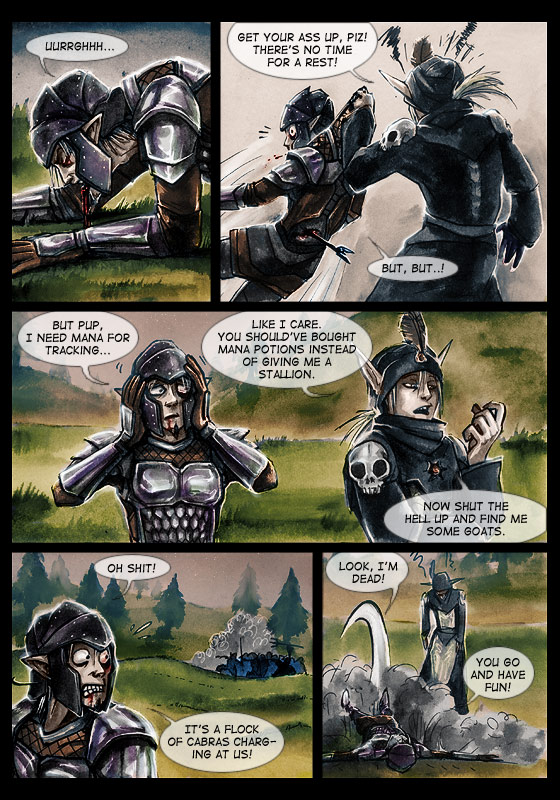 UURRGHHH...
GET YOUR ASS UP, PIZ!
THERE'S NO TIME
FOR A REST!
BUT, BUT..!
BUT PUP,
I NEED MANA FOR
TRACKING...
LIKE I CARE.
YOU SHOULD'VE BOUGHT
MANA POTIONS INSTEAD
OF GIVING ME A
STALLION.
NOW SHUT THE
HELL UP AND FIND ME
SOME GOATS.
OH SHIT!
IT'S A FLOCK
OF CABRAS CHARG-
ING AT US!
LOOK, I'M
DEAD!
YOU GO
AND HAVE
FUN!